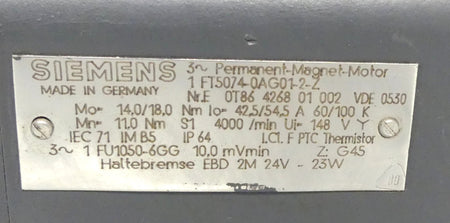 SIEMENS 3~ Permanent-Magnet-Motor
1 FT5074-0AG01-2-Z
MADE IN GERMANY Nr.E 0T86 4268 01 002 VDE 0530
Mo= 14,0/18,0 Nm Io= 42,5/54,5 A 60/100 K
Mn= 11,0 Nm S1 4000 /min Ui= 148 V Y
IEC 71 IM B5 IP 64 I.Cl. F PTC Thermistor
3~ 1 FU1050-6GG 10,0 mVmin Z: G45
Haltebremse EBD 2M 24V - 23W